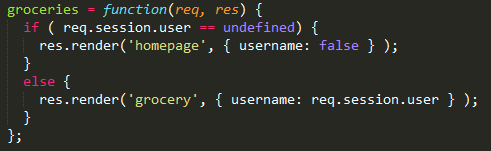 groceries = function(req, res) {
  if ( req.session.user == undefined) {
    res.render('homepage', { username: false } );
  }
  else {
    res.render('grocery', { username: req.session.user } );
  }
};